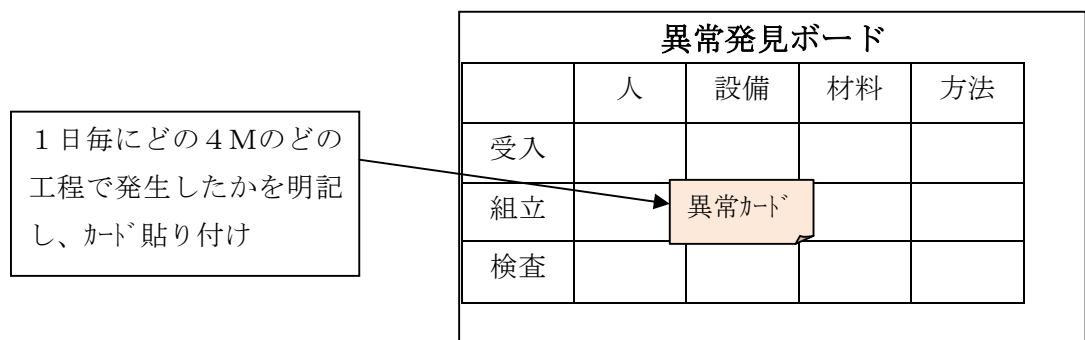 異常発見ボード
人 設備 材料 方法
受入
組立 異常ｶｰﾄﾞ
検査
１日毎にどの４Mのどの
工程で発生したかを明記
し、ｶｰﾄﾞ貼り付け